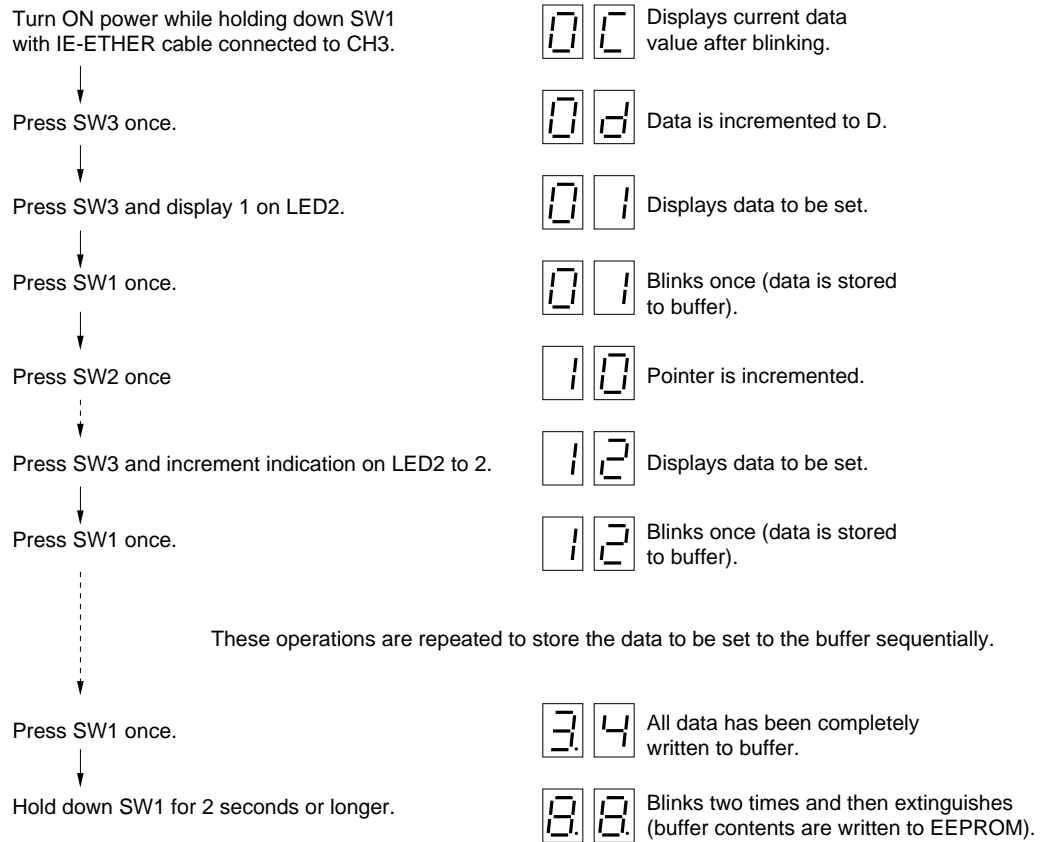 Turn ON power while holding down SW1
with IE-ETHER cable connected to CH3.
0C
Displays current data
value after blinking.
Press SW3 once.
0d
Data is incremented to D.
Press SW3 and display 1 on LED2.
01
Displays data to be set.
Press SW1 once.
01
Blinks once (data is stored
to buffer).
Press SW2 once
10
Pointer is incremented.
Press SW3 and increment indication on LED2 to 2.
12
Displays data to be set.
Press SW1 once.
12
Blinks once (data is stored
to buffer).
These operations are repeated to store the data to be set to the buffer sequentially.
Press SW1 once.
3.4
All data has been completely
written to buffer.
Hold down SW1 for 2 seconds or longer.
8.8.
Blinks two times and then extinguishes
(buffer contents are written to EEPROM).